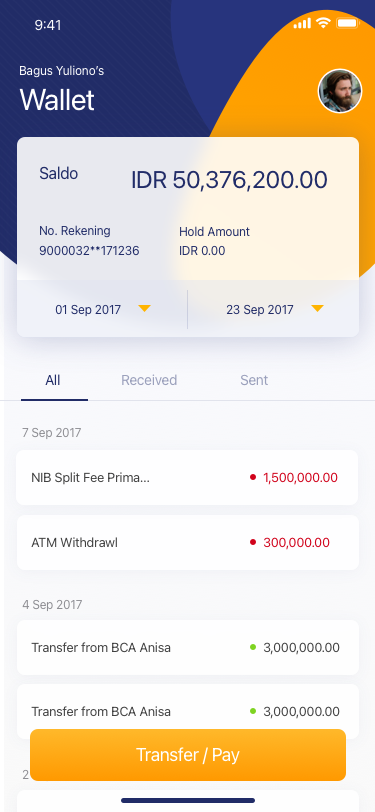 9:41
Bagus Yuliono's
Wallet
Saldo IDR 50,376,200.00
No. Rekening Hold Amount
9000032**171236 IDR 0.00
01 Sep 2017 23 Sep 2017
All Received Sent
7 Sep 2017
NIB Split Fee Prima... 1,500,000.00
ATM Withdrawl 300,000.00
4 Sep 2017
Transfer from BCA Anisa 3,000,000.00
Transfer from BCA Anisa 3,000,000.00
Transfer / Pay
2